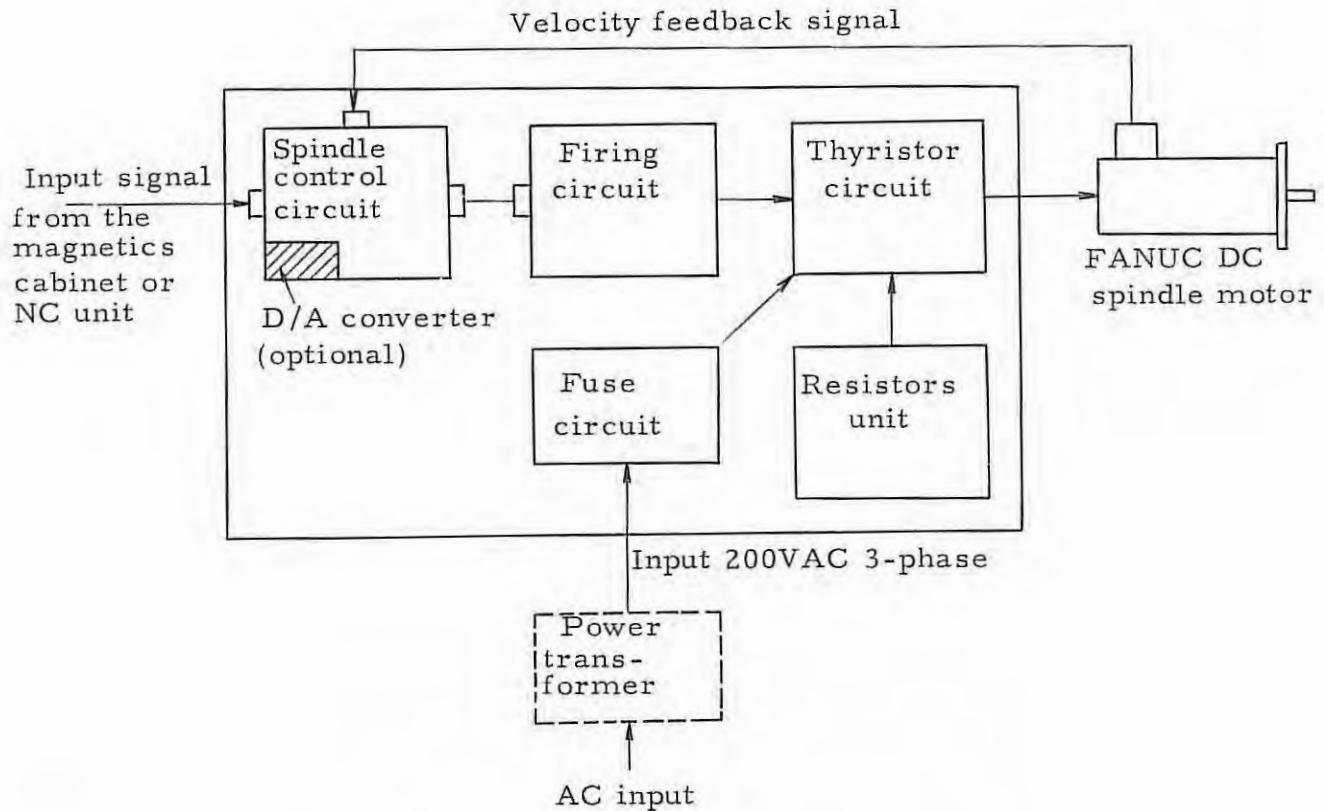 Velocity feedback signal
Spindle
control
circuit
Firing
circuit
Thyristor
circuit
Input signal
from the
magnetics
cabinet or
NC unit
D/A converter
(optional)
FANUC DC
spindle motor
Fuse
circuit
Resistors
unit
Input 200VAC 3-phase
Power
trans-
former
AC input